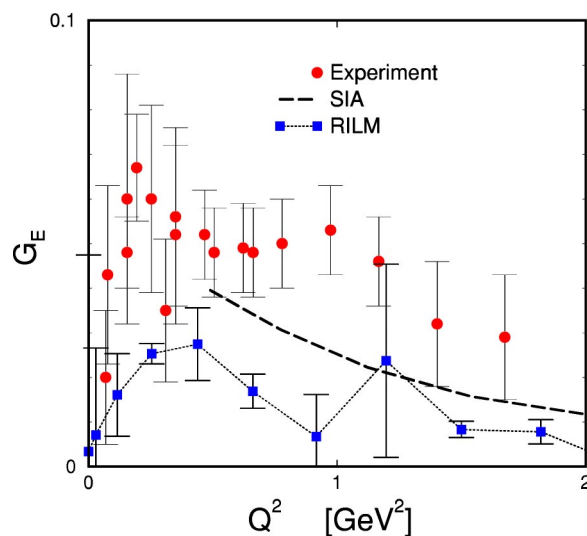 0.1
Experiment
SIA
RILM
G_E
0
0
1
2
Q² [GeV²]